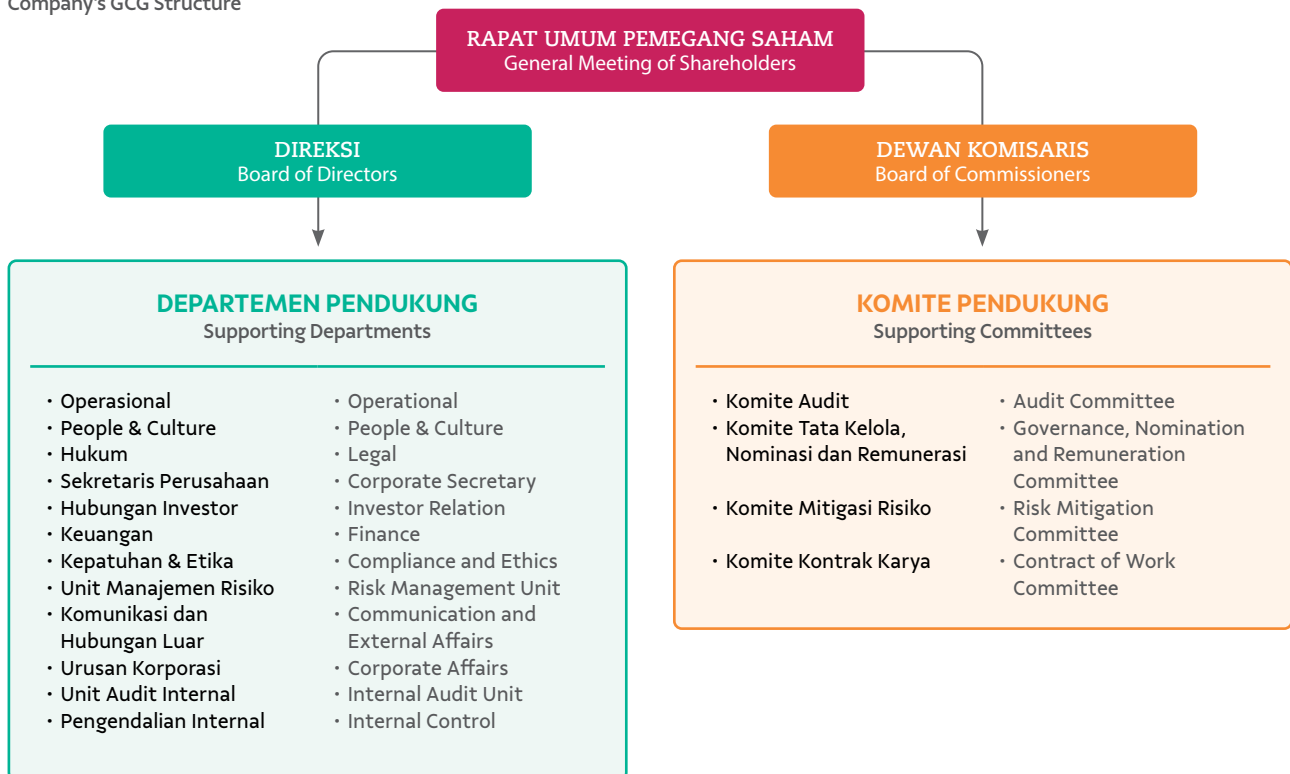 Company's GCG Structure
RAPAT UMUM PEMEGANG SAHAM
General Meeting of Shareholders
DIREKSI
Board of Directors
DEWAN KOMISARIS
Board of Commissioners
DEPARTEMEN PENDUKUNG
Supporting Departments
• Operasional
• People & Culture
• Hukum
• Sekretaris Perusahaan
• Hubungan Investor
• Keuangan
• Kepatuhan & Etika
• Unit Manajemen Risiko
• Komunikasi dan
Hubungan Luar
• Urusan Korporasi
• Unit Audit Internal
• Pengendalian Internal
• Operational
• People & Culture
• Legal
• Corporate Secretary
• Investor Relation
• Finance
• Compliance and Ethics
• Risk Management Unit
• Communication and
External Affairs
• Corporate Affairs
• Internal Audit Unit
• Internal Control
KOMITE PENDUKUNG
Supporting Committees
• Komite Audit
• Komite Tata Kelola,
Nominasi dan Remunerasi
• Komite Mitigasi Risiko
• Komite Kontrak Karya
• Audit Committee
• Governance, Nomination
and Remuneration
Committee
• Risk Mitigation
Committee
• Contract of Work
Committee